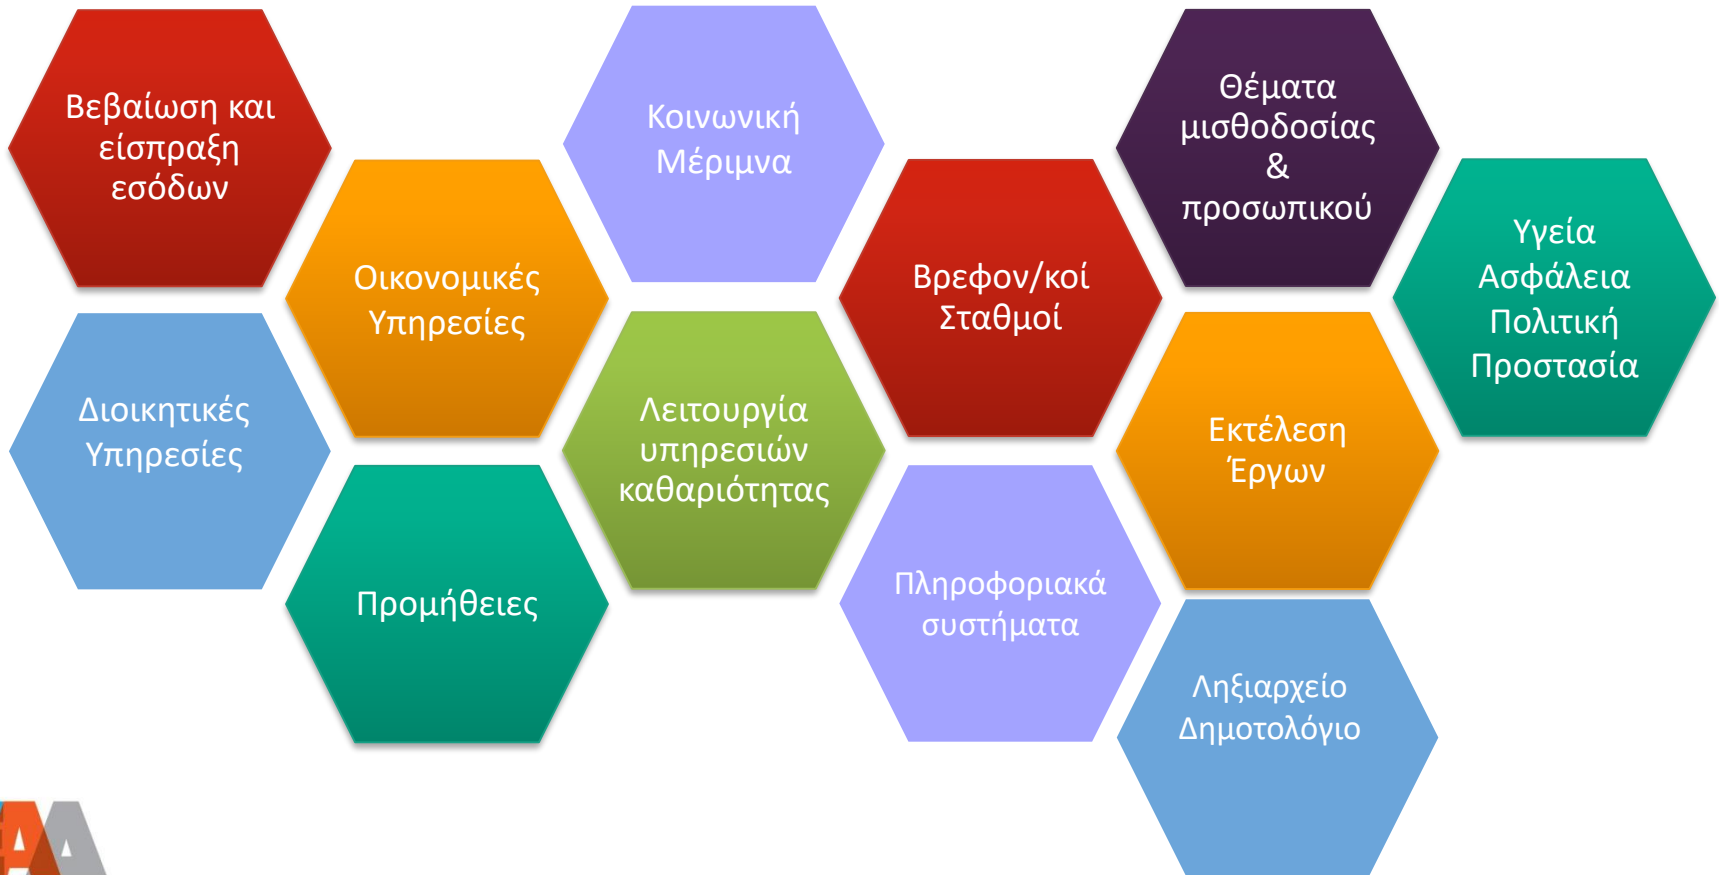 Βεβαίωση και
είσπραξη
εσόδων
Οικονομικές
Υπηρεσίες
Διοικητικές
Υπηρεσίες
Προμήθειες
Κοινωνική
Μέριμνα
Λειτουργία
υπηρεσιών
καθαριότητας
Βρεφον/κοί
Σταθμοί
Πληροφοριακά
συστήματα
Θέματα
μισθοδοσίας
&
προσωπικού
Εκτέλεση
Έργων
Ληξιαρχείο
Δημοτολόγιο
Υγεία
Ασφάλεια
Πολιτική
Προστασία